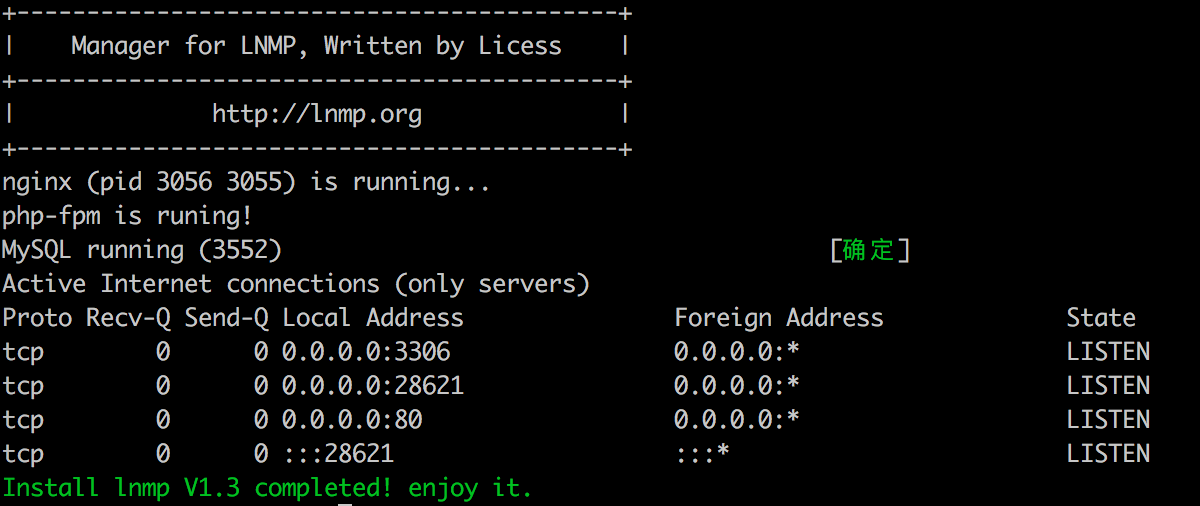 +-------------------------------------------+
|    Manager for LNMP, Written by Licess    |
+-------------------------------------------+
|              http://lnmp.org              |
+-------------------------------------------+
nginx (pid 3056 3055) is running...
php-fpm is runing!
MySQL running (3552)                                       [确定]
Active Internet connections (only servers)
Proto Recv-Q Send-Q Local Address               Foreign Address             State
tcp        0      0 0.0.0.0:3306                0.0.0.0:*                   LISTEN
tcp        0      0 0.0.0.0:28621               0.0.0.0:*                   LISTEN
tcp        0      0 0.0.0.0:80                  0.0.0.0:*                   LISTEN
tcp        0      0 :::28621                    :::*                        LISTEN
Install lnmp V1.3 completed! enjoy it.